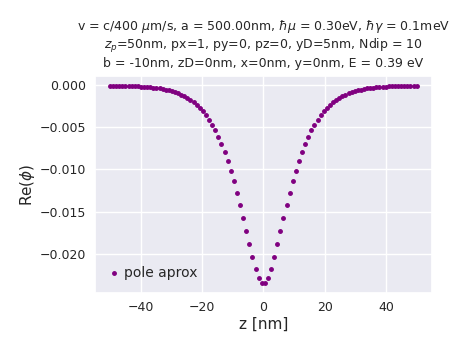 v = c/400 μm/s, a = 500.00nm, ħμ = 0.30eV, ħγ = 0.1meV
z_p=50nm, px=1, py=0, pz=0, yD=5nm, Ndip = 10
b = -10nm, zD=0nm, x=0nm, y=0nm, E = 0.39 eV
0.000
−0.005
−0.010
−0.015
−0.020
Re(ϕ)
pole aprox
−40 −20 0 20 40
z [nm]